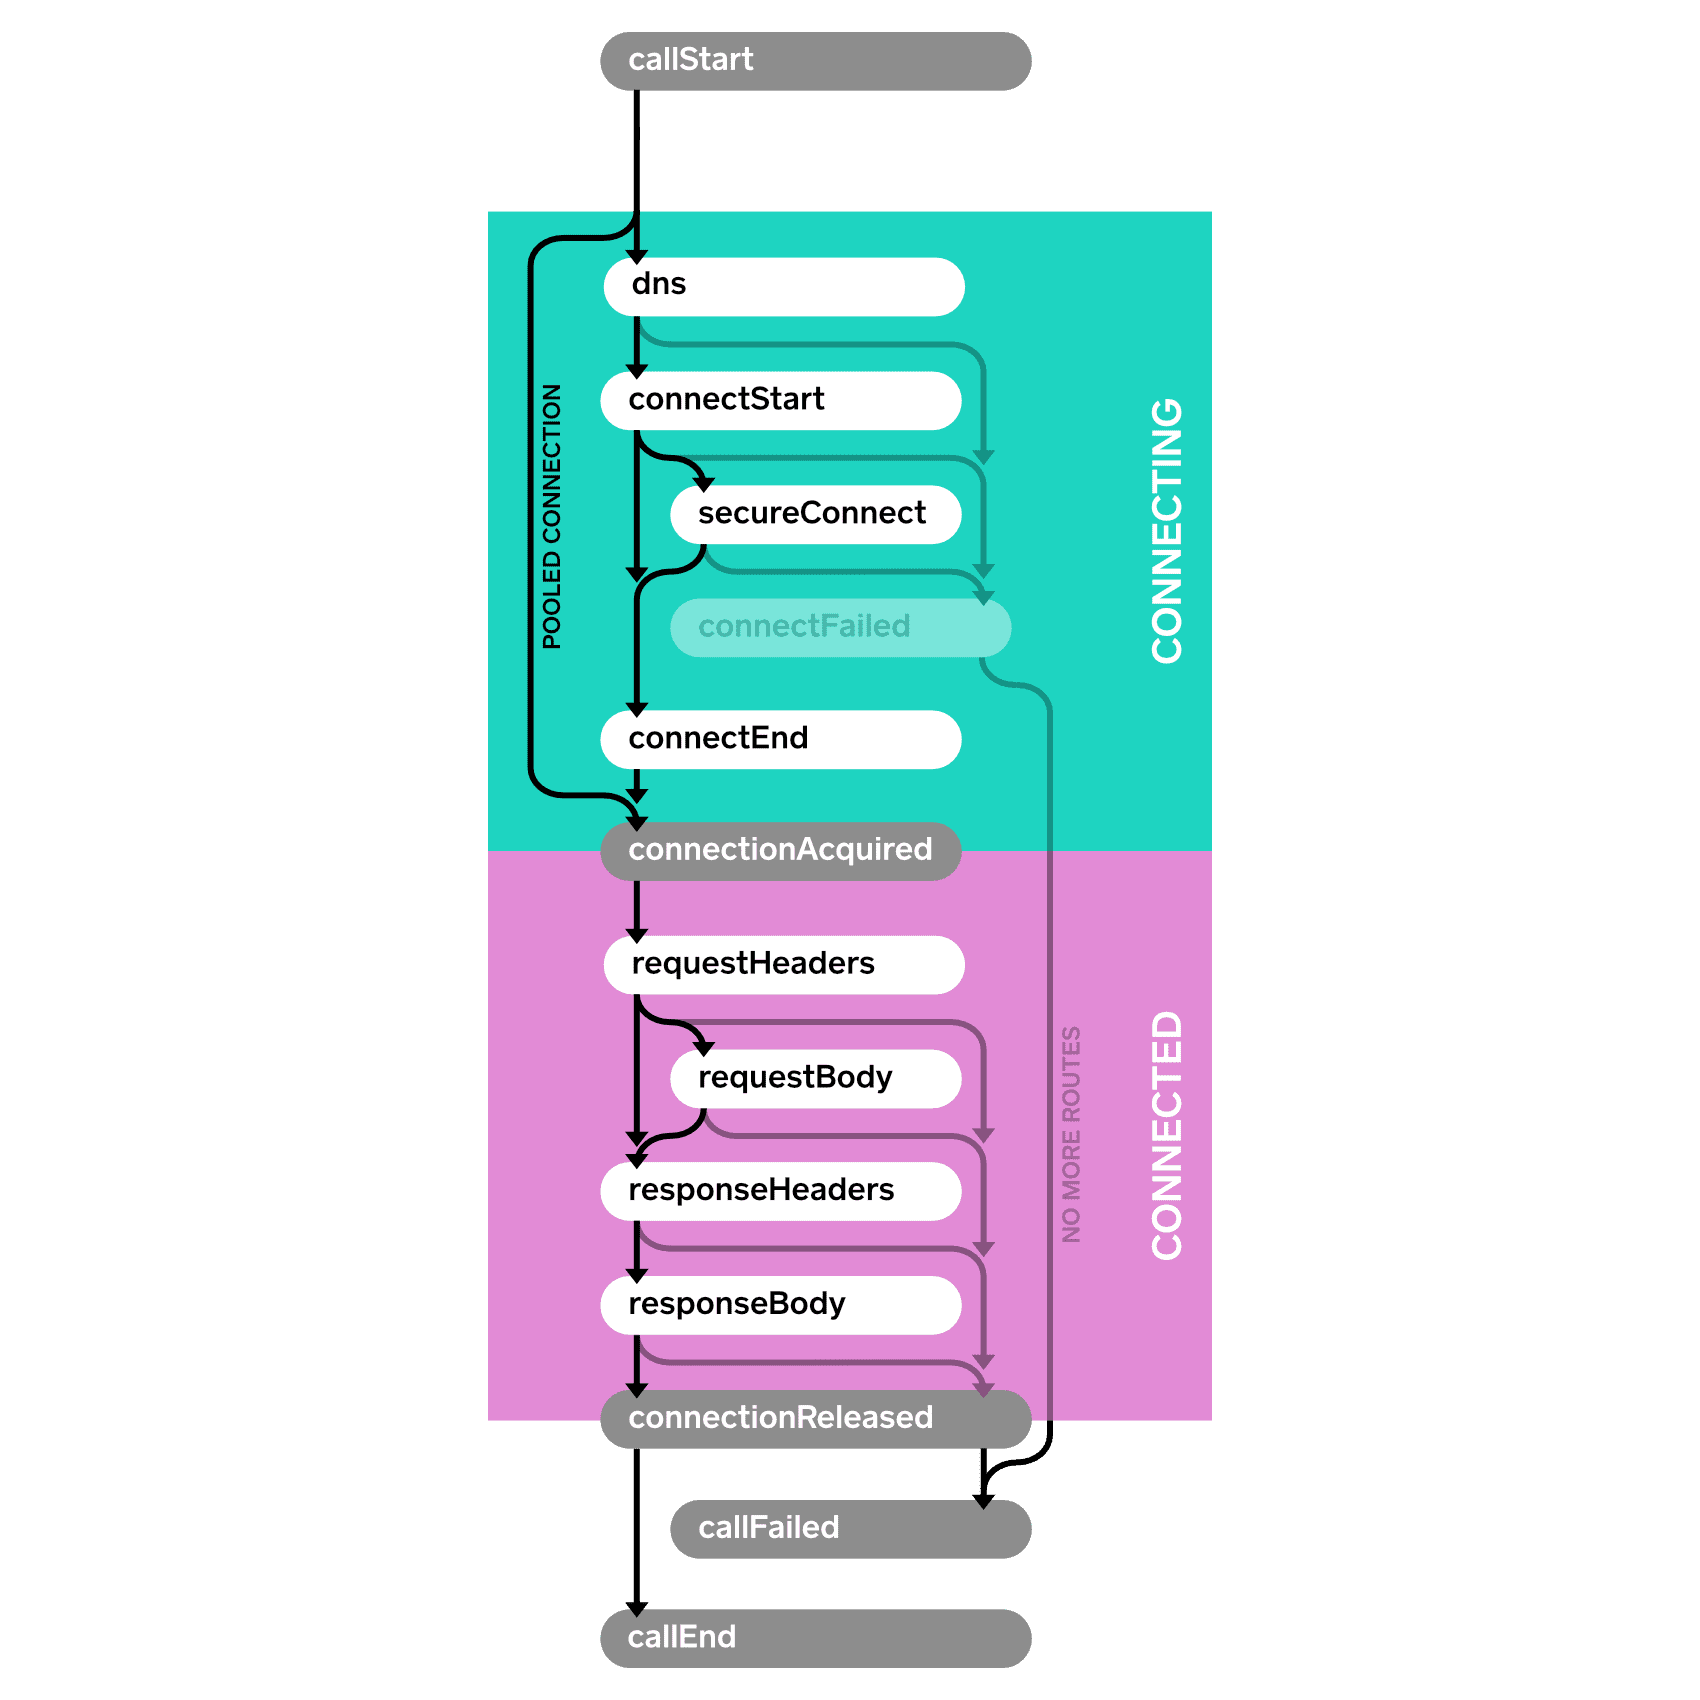 callStart
dns
connectStart
POOLED CONNECTION
secureConnect
CONNECTING
connectFailed
connectEnd
connectionAcquired
requestHeaders
requestBody
NO MORE ROUTES
CONNECTED
responseHeaders
responseBody
connectionReleased
callFailed
callEnd